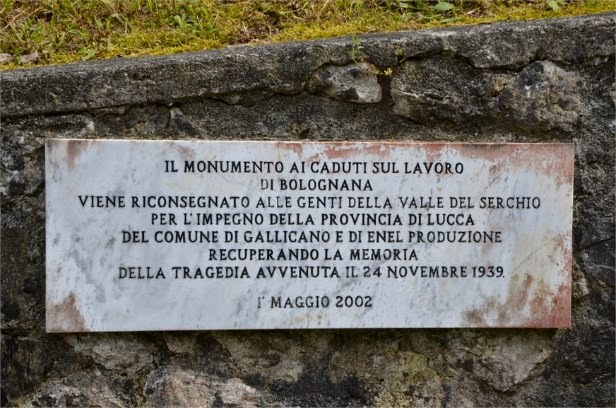 IL MONUMENTO AI CADUTI SUL LAVORO
DI BOLOGNANA
VIENE RICONSEGNATO ALLE GENTI DELLA VALLE DEL SERCHIO
PER L'IMPEGNO DELLA PROVINCIA DI LUCCA
DEL COMUNE DI GALLICANO E DI ENEL PRODUZIONE
RECUPERANDO LA MEMORIA
DELLA TRAGEDIA AVVENUTA IL 24 NOVEMBRE 1939.
1° MAGGIO 2002